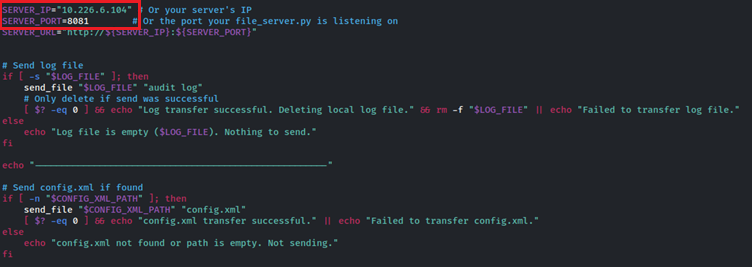 SERVER_IP="10.226.6.104" # Or your server's IP
SERVER_PORT=8081 # Or the port your file_server.py is listening on
SERVER_URL="http://${SERVER_IP}:${SERVER_PORT}"
# Send log file
if [ -s "$LOG_FILE" ]; then
send_file "$LOG_FILE" "audit log"
# Only delete if send was successful
[ $? -eq 0 ] && echo "Log transfer successful. Deleting local log file." && rm -f "$LOG_FILE" || echo "Failed to transfer log file."
else
echo "Log file is empty ($LOG_FILE). Nothing to send."
fi
echo "--------------------------------------------------"
# Send config.xml if found
if [ -n "$CONFIG_XML_PATH" ]; then
send_file "$CONFIG_XML_PATH" "config.xml"
[ $? -eq 0 ] && echo "config.xml transfer successful." || echo "Failed to transfer config.xml."
else
echo "config.xml not found or path is empty. Not sending."
fi